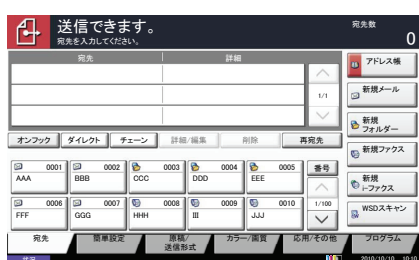 送信できます。
宛先を入力してください。
宛先数
0
宛先 詳細
1/1
オンフック ダイレクト チェーン 詳細/編集 削除 再宛先
0001 0002 0003 0004 0005 番号
AAA BBB CCC DDD EEE
0006 0007 0008 0009 0010 1/100
FFF GGG HHH III JJJ
アドレス帳
新規メール
新規
フォルダー
新規ファクス
新規
i-ファクス
WSDスキャン
宛先 簡単設定 原稿/
送信形式 カラー/画質 応用/その他 プログラム
状況 2010/10/10 10:10